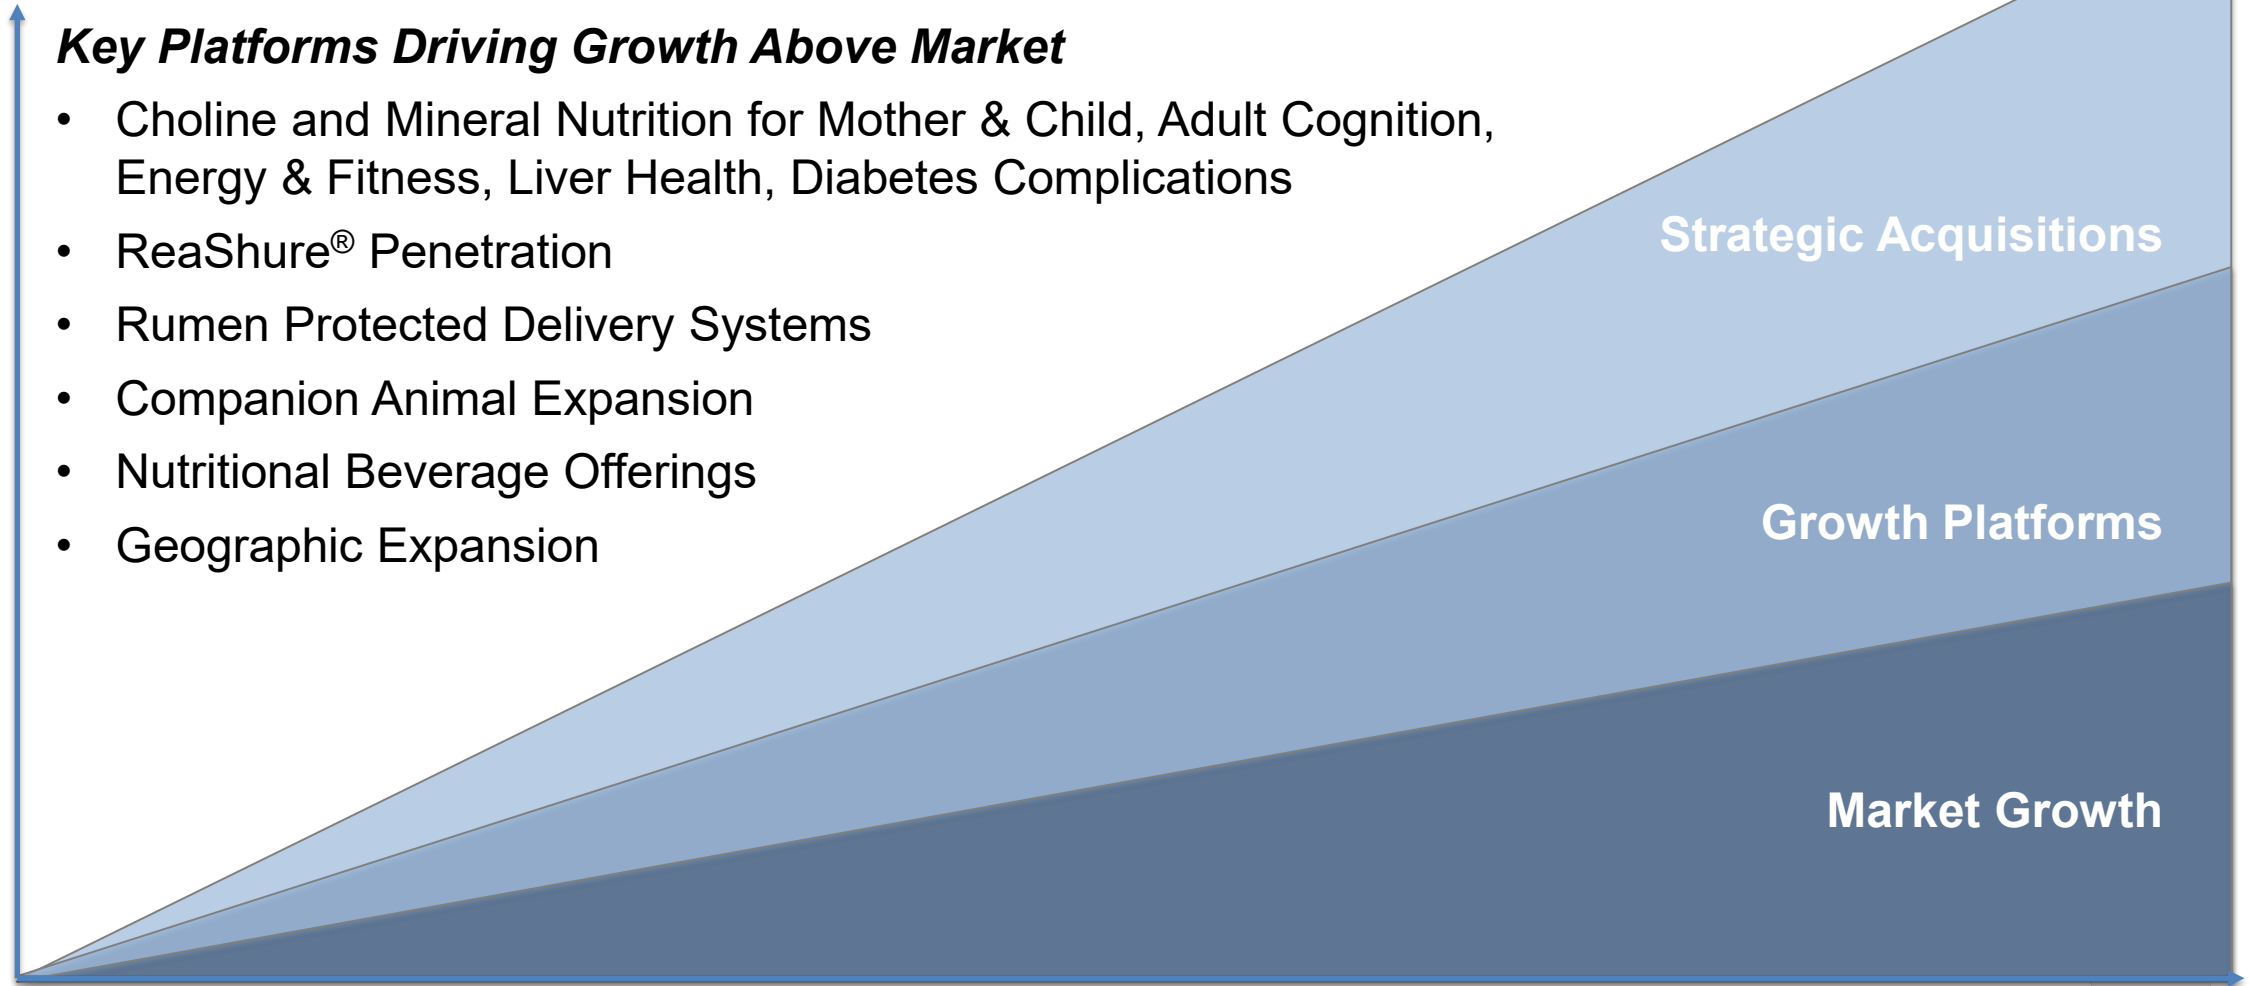 Key Platforms Driving Growth Above Market
• Choline and Mineral Nutrition for Mother & Child, Adult Cognition,
Energy & Fitness, Liver Health, Diabetes Complications
• ReaShure® Penetration
• Rumen Protected Delivery Systems
• Companion Animal Expansion
• Nutritional Beverage Offerings
• Geographic Expansion
Strategic Acquisitions
Growth Platforms
Market Growth